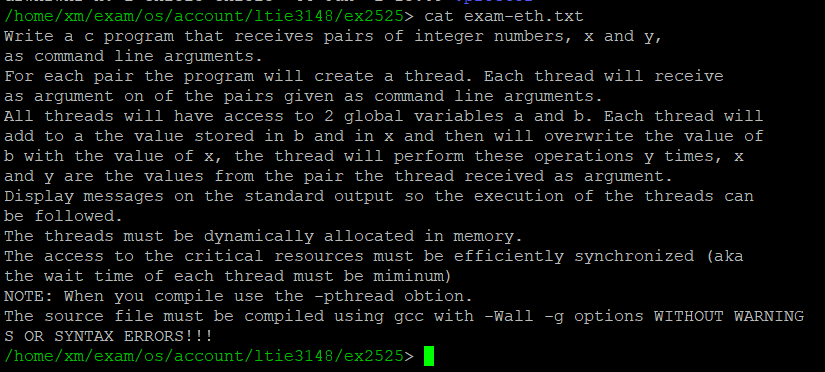 /home/xm/exam/os/account/ltie3148/ex2525> cat exam-eth.txt
Write a c program that receives pairs of integer numbers, x and y,
as command line arguments.
For each pair the program will create a thread. Each thread will receive
as argument on of the pairs given as command line arguments.
All threads will have access to 2 global variables a and b. Each thread will
add to a the value stored in b and in x and then will overwrite the value of
b with the value of x, the thread will perform these operations y times, x
and y are the values from the pair the thread received as argument.
Display messages on the standard output so the execution of the threads can
be followed.
The threads must be dynamically allocated in memory.
The access to the critical resources must be efficiently synchronized (aka
the wait time of each thread must be miminum)
NOTE: When you compile use the -pthread obtion.
The source file must be compiled using gcc with -Wall -g options WITHOUT WARNING
S OR SYNTAX ERRORS!!!
/home/xm/exam/os/account/ltie3148/ex2525>